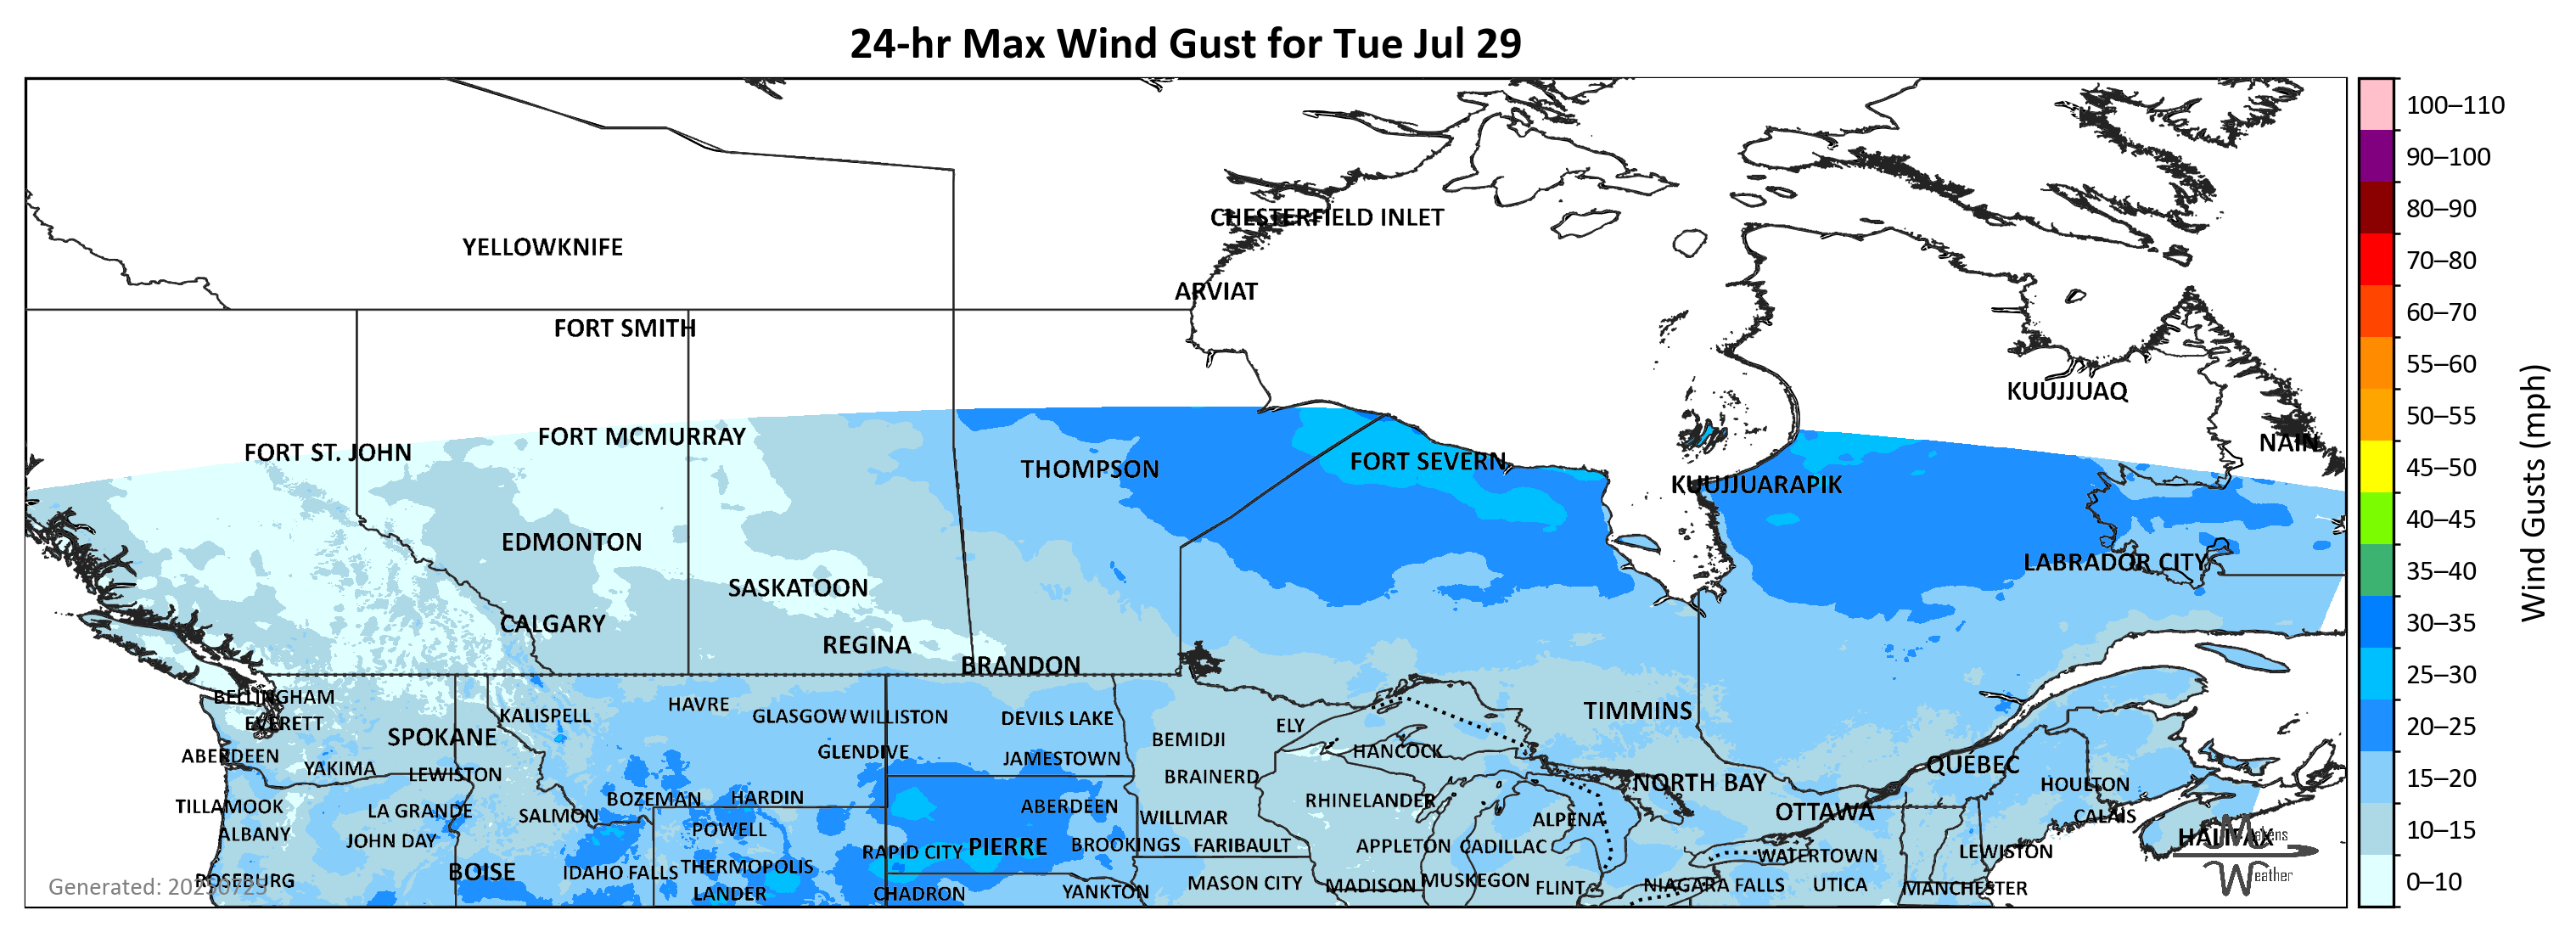 24-hr Max Wind Gust for Tue Jul 29
100–110
90–100
80–90
70–80
60–70
55–60
50–55
45–50
40–45
35–40
30–35
25–30
20–25
15–20
10–15
0–10
Wind Gusts (mph)
CHESTERFIELD INLET
YELLOWKNIFE
ARVIAT
FORT SMITH
KUUJJUAQ
FORT MCMURRAY
NAIN
FORT ST. JOHN
FORT SEVERN
THOMPSON
KUUJJUARAPIK
EDMONTON
LABRADOR CITY
SASKATOON
CALGARY
REGINA
BRANDON
BELLINGHAM
HAVRE
TIMMINS
KALISPELL
GLASGOW
WILLISTON
DEVILS LAKE
EVERETT
ELY
SPOKANE
BEMIDJI
HANCOCK
GLENDIVE
ABERDEEN
JAMESTOWN
QUÉBEC
YAKIMA
LEWISTON
BRAINERD
NORTH BAY
HOULTON
BOZEMAN
HARDIN
RHINELANDER
TILLAMOOK
LA GRANDE
ABERDEEN
OTTAWA
SALMON
WILLMAR
CALAIS
ALPENA
POWELL
ALBANY
HALIFAX
JOHN DAY
PIERRE
BROOKINGS
FARIBAULT
APPLETON
CADILLAC
RAPID CITY
LEWISTON
WATERTOWN
THERMOPOLIS
BOISE
IDAHO FALLS
ROSEBURG
MUSKEGON
MASON CITY
MADISON
FLINT
NIAGARA FALLS
UTICA
MANCHESTER
LANDER
CHADRON
YANKTON
Weather